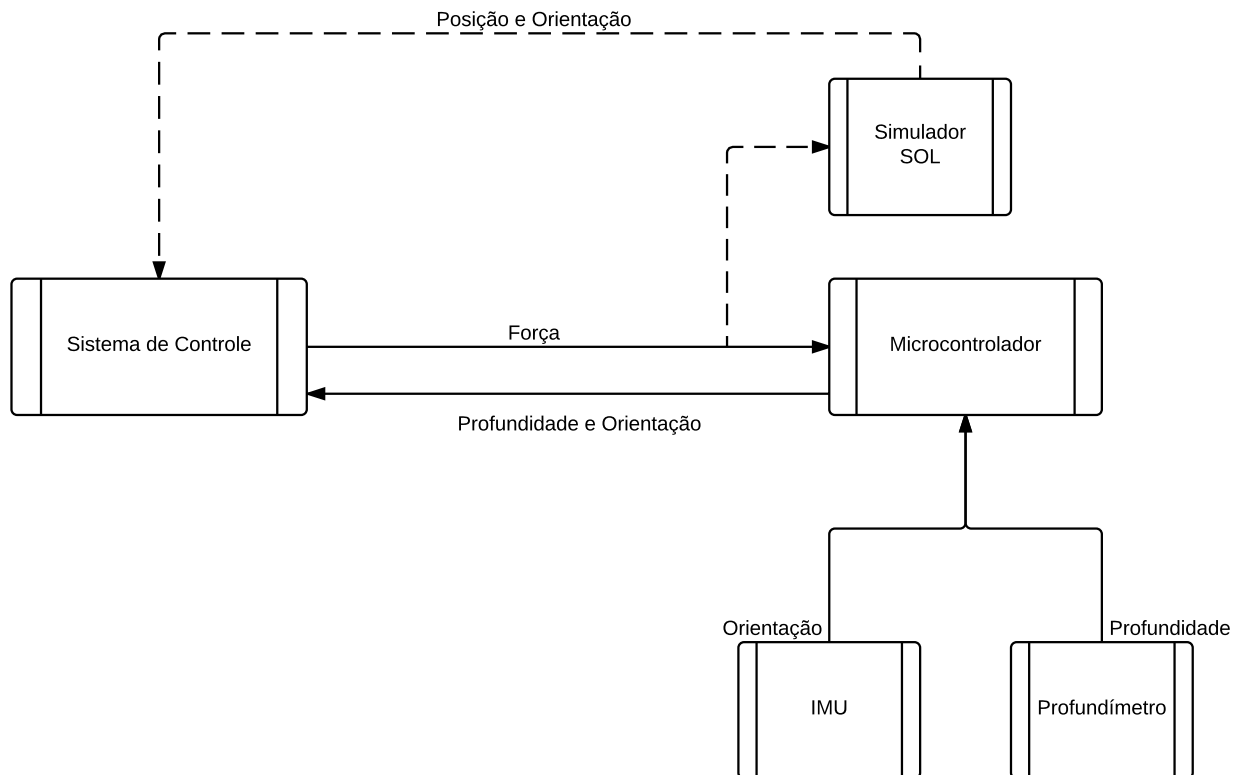 Posição e Orientação
Simulador
SOL
Sistema de Controle
Força
Microcontrolador
Profundidade e Orientação
Orientação
Profundidade
IMU
Profundímetro